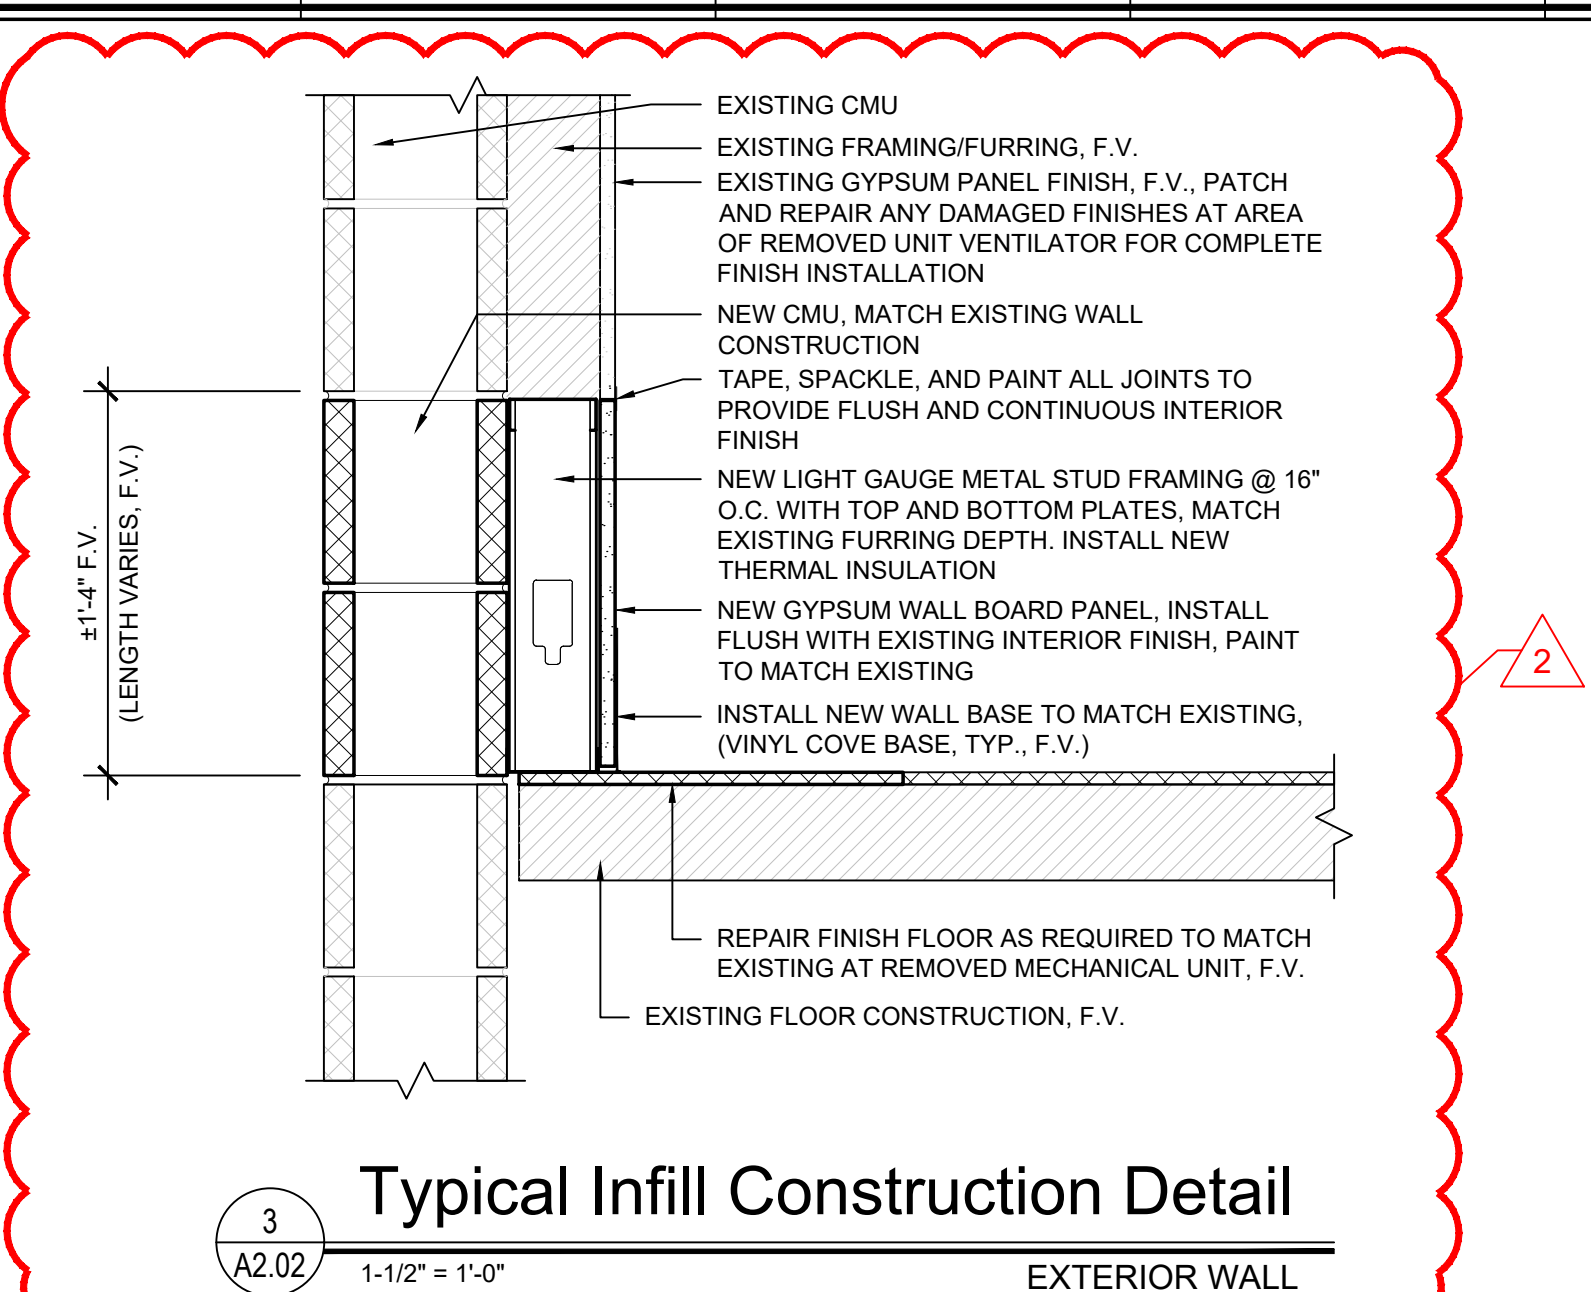 EXISTING CMU
EXISTING FRAMING/FURRING, F.V.
EXISTING GYPSUM PANEL FINISH, F.V., PATCH
AND REPAIR ANY DAMAGED FINISHES AT AREA
OF REMOVED UNIT VENTILATOR FOR COMPLETE
FINISH INSTALLATION
NEW CMU, MATCH EXISTING WALL
CONSTRUCTION
TAPE, SPACKLE, AND PAINT ALL JOINTS TO
PROVIDE FLUSH AND CONTINUOUS INTERIOR
FINISH
NEW LIGHT GAUGE METAL STUD FRAMING @ 16"
O.C. WITH TOP AND BOTTOM PLATES, MATCH
EXISTING FURRING DEPTH. INSTALL NEW
THERMAL INSULATION
NEW GYPSUM WALL BOARD PANEL, INSTALL
FLUSH WITH EXISTING INTERIOR FINISH, PAINT
TO MATCH EXISTING
INSTALL NEW WALL BASE TO MATCH EXISTING,
(VINYL COVE BASE, TYP., F.V.)
±1'-4" F.V.
(LENGTH VARIES, F.V.)
2
REPAIR FINISH FLOOR AS REQUIRED TO MATCH
EXISTING AT REMOVED MECHANICAL UNIT, F.V.
EXISTING FLOOR CONSTRUCTION, F.V.
Typical Infill Construction Detail
3
A2.02
1-1/2" = 1'-0"
EXTERIOR WALL